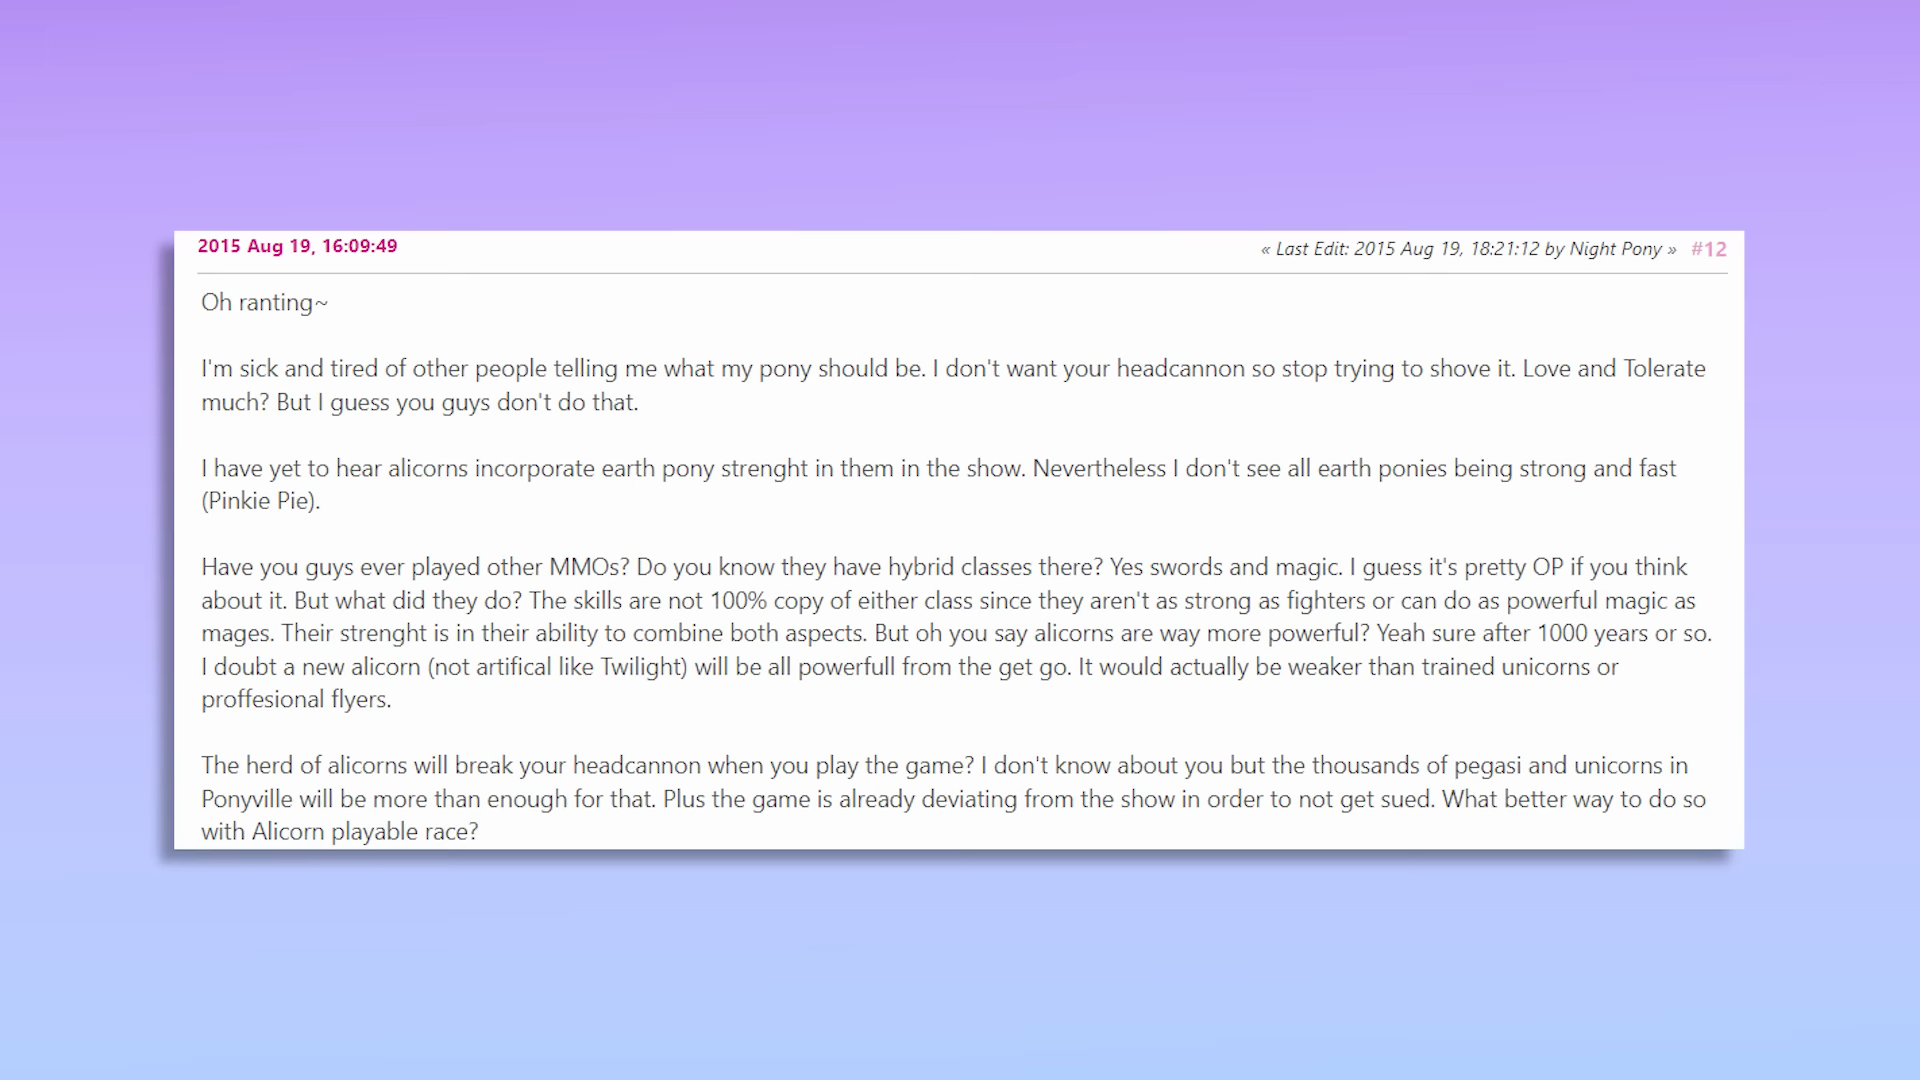 2015 Aug 19, 16:09:49
« Last Edit: 2015 Aug 19, 18:21:12 by Night Pony » #12
Oh ranting~
I'm sick and tired of other people telling me what my pony should be. I don't want your headcannon so stop trying to shove it. Love and Tolerate
much? But I guess you guys don't do that.
I have yet to hear alicorns incorporate earth pony strenght in them in the show. Nevertheless I don't see all earth ponies being strong and fast
(Pinkie Pie).
Have you guys ever played other MMOs? Do you know they have hybrid classes there? Yes swords and magic. I guess it's pretty OP if you think
about it. But what did they do? The skills are not 100% copy of either class since they aren't as strong as fighters or can do as powerful magic as
mages. Their strenght is in their ability to combine both aspects. But oh you say alicorns are way more powerful? Yeah sure after 1000 years or so.
I doubt a new alicorn (not artifical like Twilight) will be all powerfull from the get go. It would actually be weaker than trained unicorns or
proffesional flyers.
The herd of alicorns will break your headcannon when you play the game? I don't know about you but the thousands of pegasi and unicorns in
Ponyville will be more than enough for that. Plus the game is already deviating from the show in order to not get sued. What better way to do so
with Alicorn playable race?